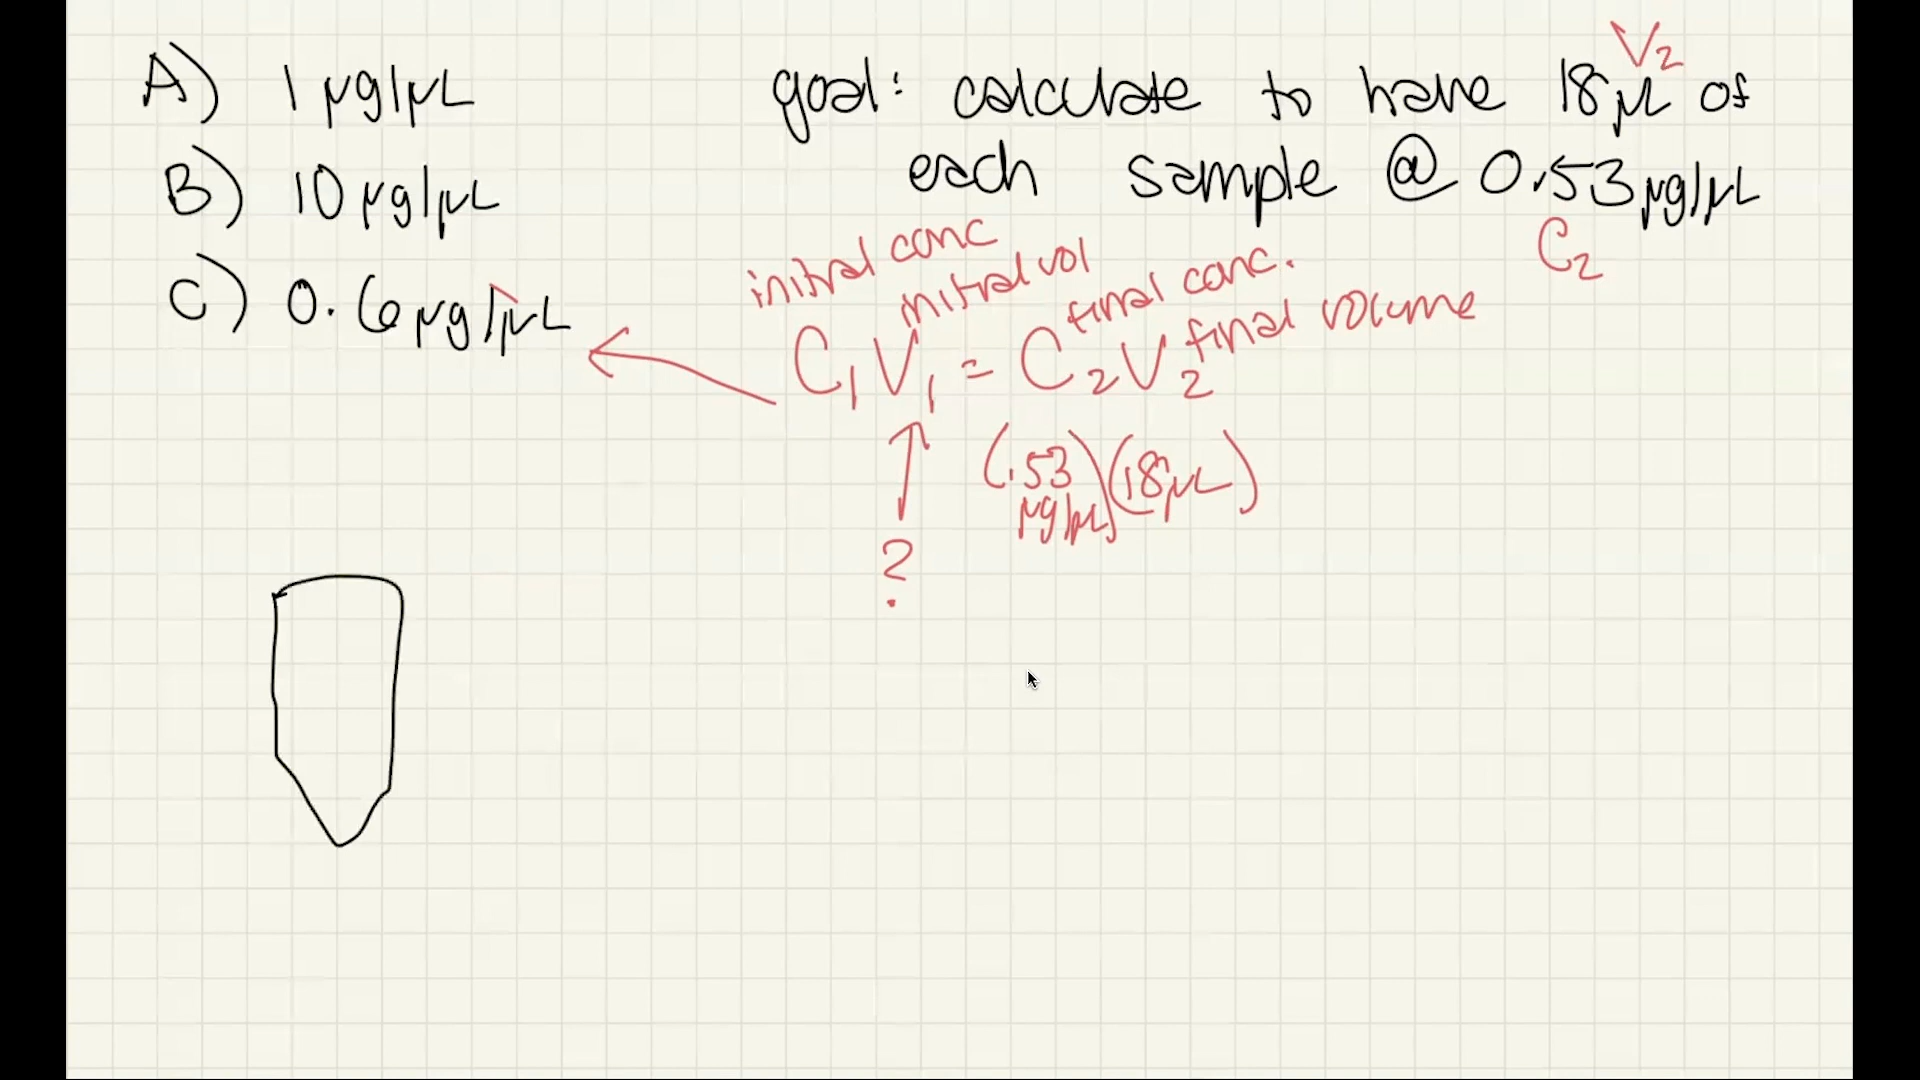 A) 1 µg/µL
B) 10 µg/µL
C) 0.6 µg/µL
V₂
goal: calculate to have 18 µL of
each sample @ 0.53 µg/µL
C₂
initial conc
initial vol
final conc.
final volume
C₁V₁ = C₂V₂
(.53 µg/µL)(18 µL)
?